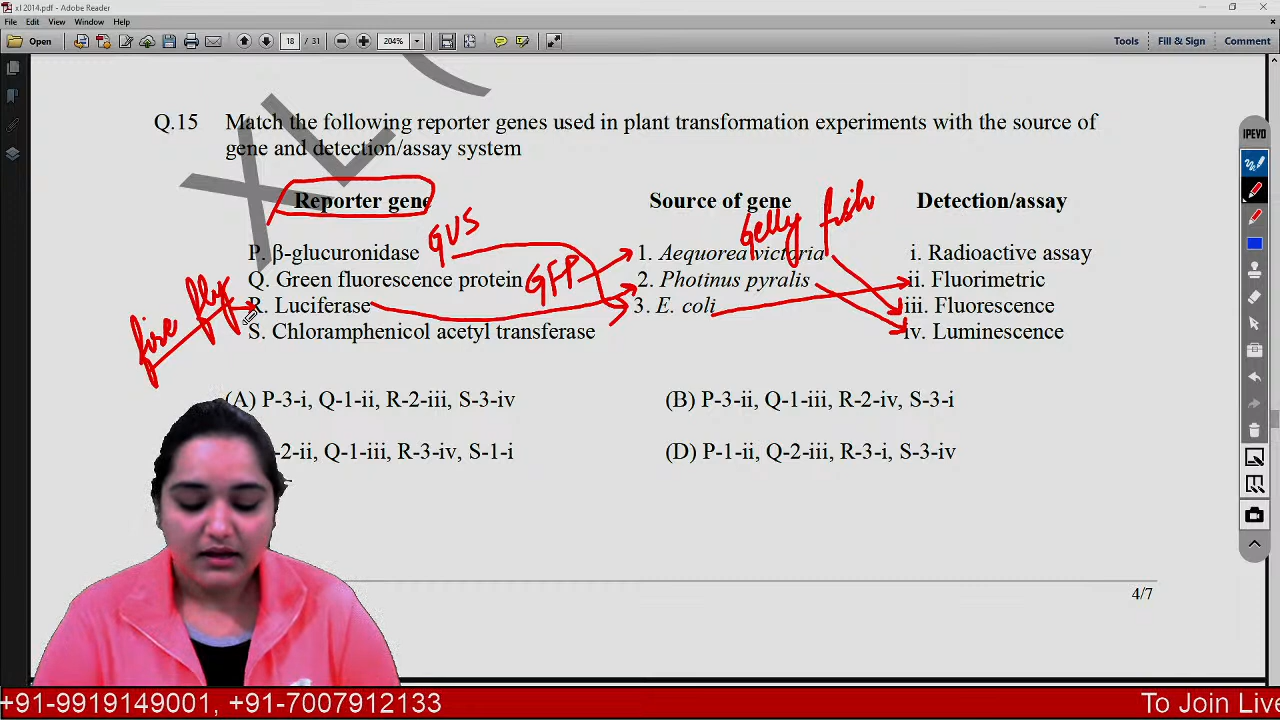 xl 2014.pdf - Adobe Reader
File Edit View Window Help
Open 18 / 31 204% Tools Fill & Sign Comment
XL (
Q.15 Match the following reporter genes used in plant transformation experiments with the source of
gene and detection/assay system
Reporter gene Source of gene Detection/assay
GUS Gelly fish
P. β-glucuronidase 1. Aequorea victoria i. Radioactive assay
Q. Green fluorescence protein GFP 2. Photinus pyralis ii. Fluorimetric
fire fly R. Luciferase 3. E. coli iii. Fluorescence
S. Chloramphenicol acetyl transferase iv. Luminescence
(A) P-3-i, Q-1-ii, R-2-iii, S-3-iv (B) P-3-ii, Q-1-iii, R-2-iv, S-3-i
-2-ii, Q-1-iii, R-3-iv, S-1-i (D) P-1-ii, Q-2-iii, R-3-i, S-3-iv
4/7
IPEVO
+91-9919149001, +91-7007912133 To Join Live